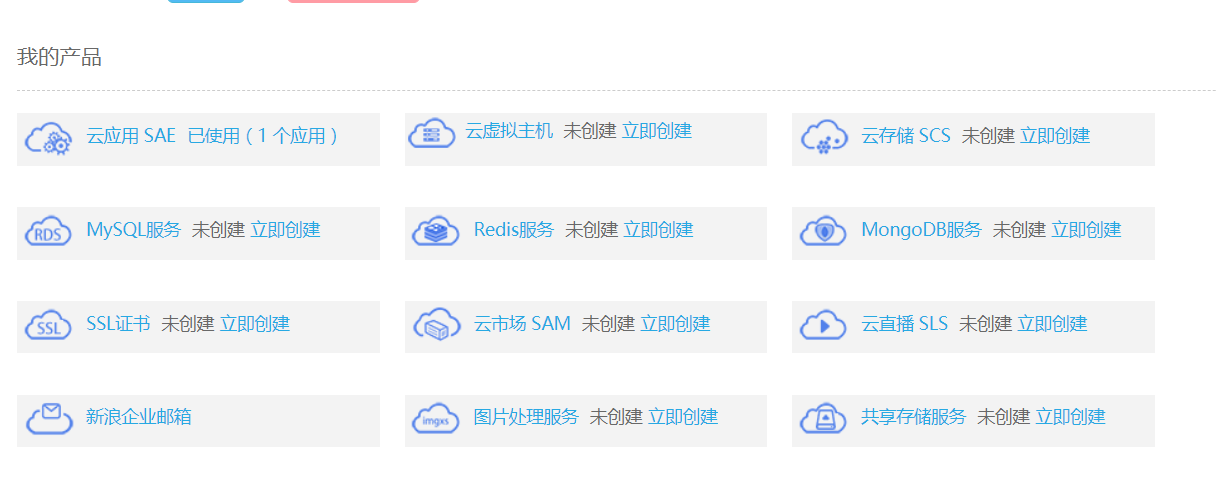 我的产品
云应用 SAE 已使用（1 个应用） 云虚拟主机 未创建 立即创建 云存储 SCS 未创建 立即创建
RDS MySQL服务 未创建 立即创建 Redis服务 未创建 立即创建 MongoDB服务 未创建 立即创建
SSL SSL证书 未创建 立即创建 云市场 SAM 未创建 立即创建 云直播 SLS 未创建 立即创建
新浪企业邮箱 imgxs 图片处理服务 未创建 立即创建 共享存储服务 未创建 立即创建